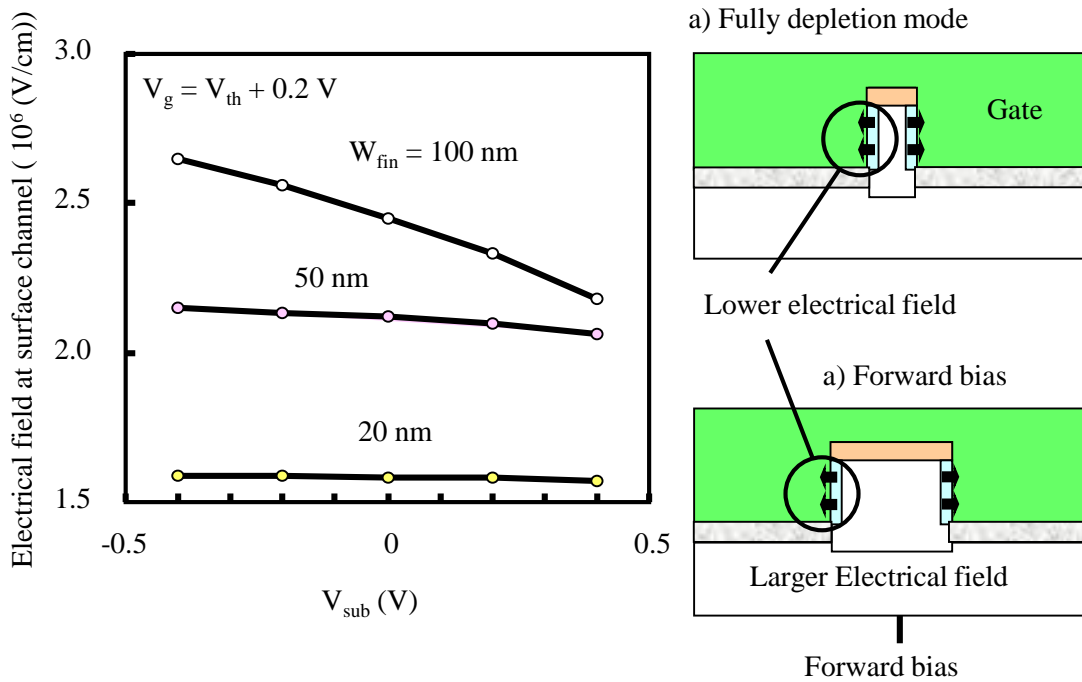 Electrical field at surface channel ( 10⁶ (V/cm))
3.0
2.5
2.0
1.5
V_g = V_th + 0.2 V
W_fin = 100 nm
50 nm
20 nm
-0.5
0
0.5
V_sub (V)
a) Fully depletion mode
Gate
Lower electrical field
a) Forward bias
Larger Electrical field
Forward bias